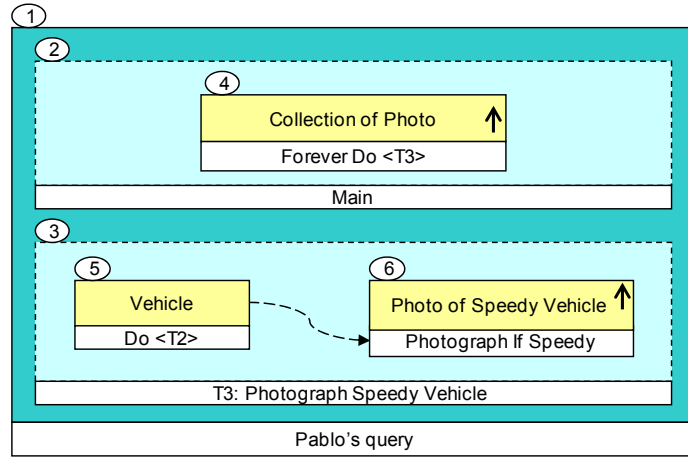 1
2
4
Collection of Photo
Forever Do <T3>
Main
3
5
6
Vehicle
Photo of Speedy Vehicle
Do <T2>
Photograph If Speedy
T3: Photograph Speedy Vehicle
Pablo's query